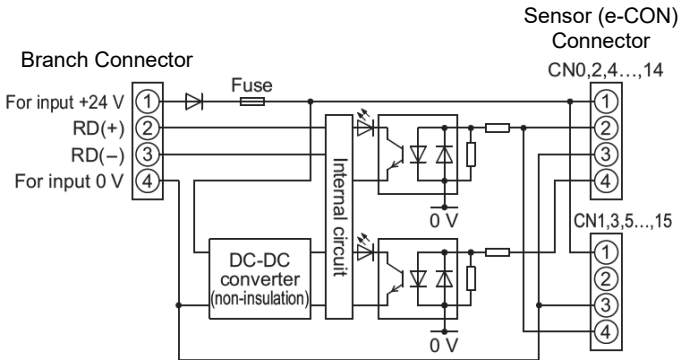 Sensor (e-CON)
Connector
Branch Connector
CN0,2,4...,14
Fuse
For input +24 V
1
1
RD(+)
2
2
RD(−)
3
3
For input 0 V
4
4
Internal circuit
0 V
CN1,3,5...,15
DC-DC
converter
(non-insulation)
1
2
3
4
0 V